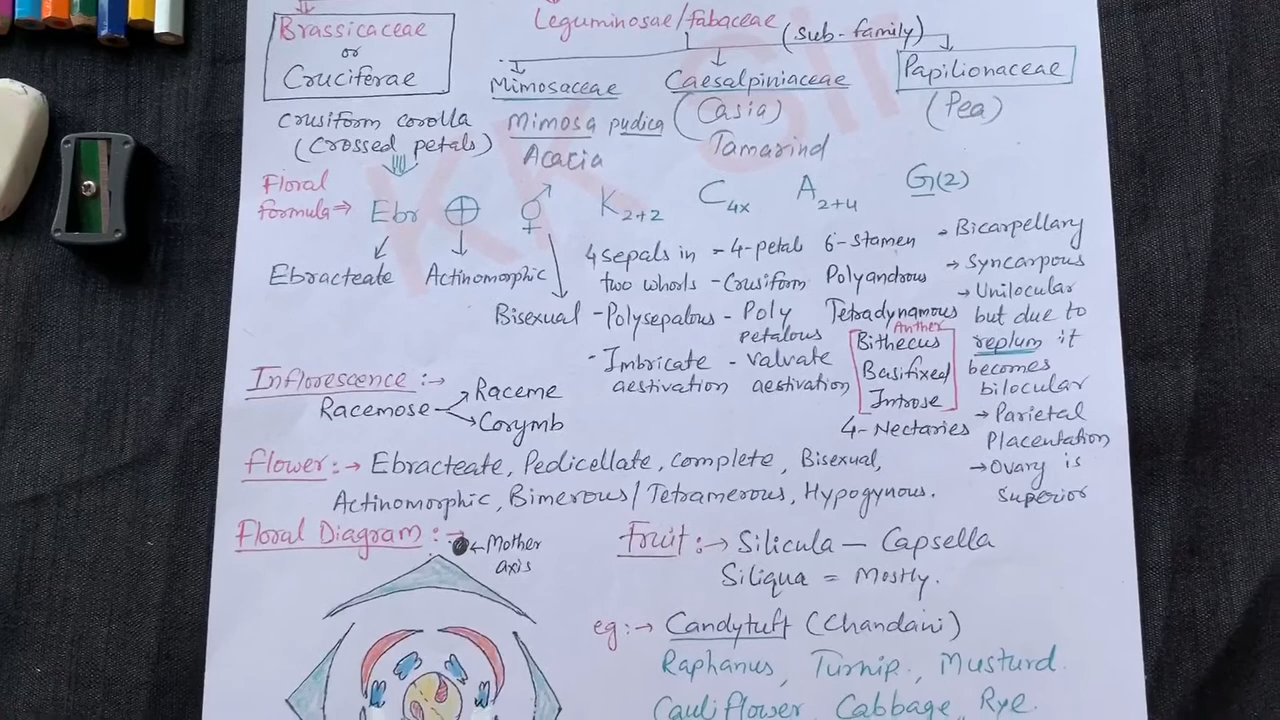 Brassicaceae
or
Cruciferae
Crusiform corolla
(Crossed petals)
Leguminosae/fabaceae (Sub-family)
Mimosaceae
Mimosa pudica
Acacia
Caesalpiniaceae
(Casia)
Tamarind
Papilionaceae
(Pea)
KK Sir
Floral
formula⇒ Ebr ⊕ ⚥ K2+2 C4x A2+4 G(2)
Ebracteate
Actinomorphic
Bisexual
4 sepals in
two whorls
-Polysepalous
- Imbricate
aestivation
- 4-petal
-Crusiform
- Poly
petalous
- valvate
aestivation
6-stamen
Polyandrous
Tetradynamous
Anther
Bithecus
Basifixed
Introse
4-Nectaries
→ Bicarpellary
→ Syncarpous
→ Unilocular
but due to
replum it
becomes
bilocular
→ Parietal
Placentation
→ Ovary is
Superior
Inflorescence :→
Racemose
Raceme
Corymb
Flower :→ Ebracteate, Pedicellate, Complete, Bisexual,
Actinomorphic, Bimerous/Tetramerous, Hypogynous.
Floral Diagram :→
←Mother
axis
Fruit :→ Silicula – Capsella
Siliqua = Mostly.
eg :→ Candytuft (Chandani)
Raphanus, Turnip, Musturd.
Cauliflower, Cabbage, Rye.